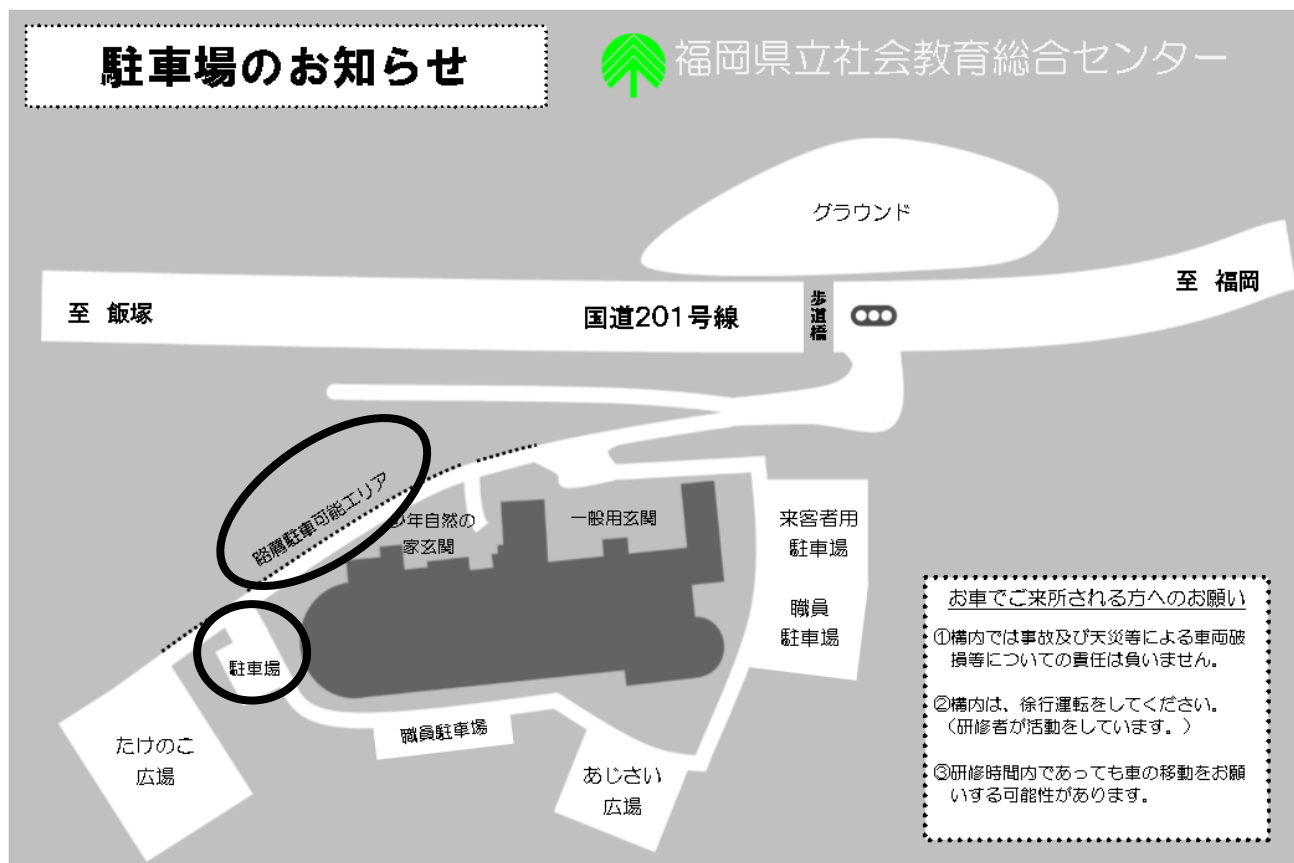 駐車場のお知らせ
福岡県立社会教育総合センター
グラウンド
至 福岡
至 飯塚
国道201号線
歩道橋
路肩駐車可能エリア
少年自然の
家玄関
一般用玄関
来客者用
駐車場
職員
駐車場
駐車場
職員駐車場
たけのこ
広場
あじさい
広場
お車でご来所される方へのお願い
①構内では事故及び天災等による車両破
損等についての責任は負いません。
②構内は、徐行運転をしてください。
（研修者が活動をしています。）
③研修時間内であっても車の移動をお願
いする可能性があります。